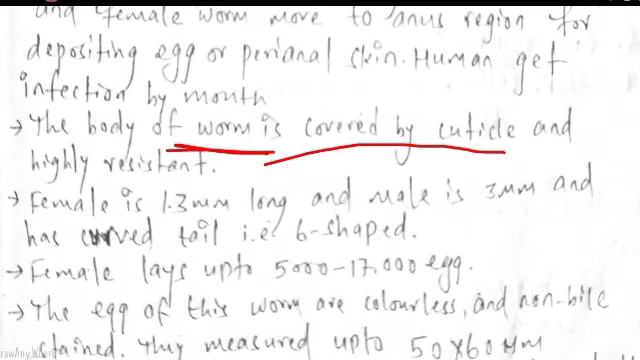 and female worm move to anus region for
depositing egg or perianal skin. Human get
infection by month
→ The body of worm is covered by cuticle and
highly resistant.
→ Female is 1.3mm long and male is 3mm and
has curved tail i.e. 6-shaped.
→ Female lays upto 5000-17.000 egg.
→ The egg of this worm are colourless, and non-bile
stained. They measured upto 50×60 μm